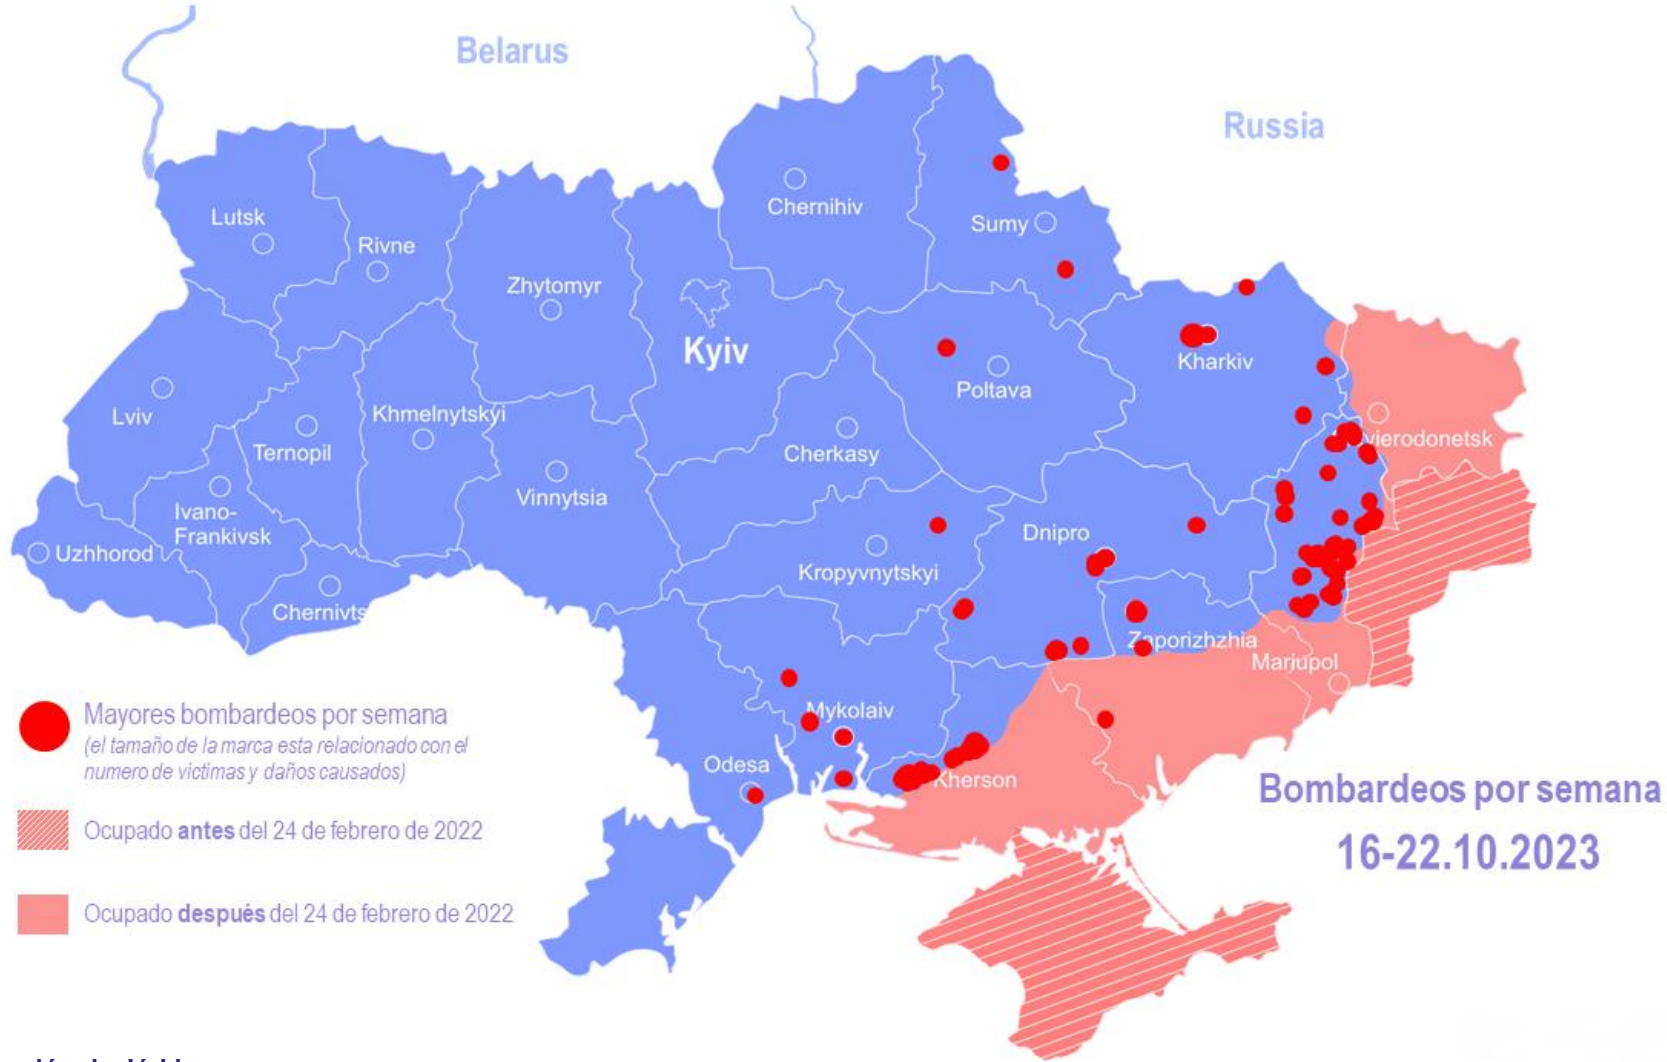 Belarus
Russia
Chernihiv
Lutsk
Sumy
Rivne
Zhytomyr
Kyiv
Kharkiv
Poltava
Lviv
Khmelnytskyi
vierodonetsk
Ternopil
Cherkasy
Vinnytsia
Ivano-
Frankivsk
Dnipro
Uzhhorod
Kropyvnytskyi
Chernivts
Zaporizhzhia
Mariupol
Mykolaiv
Odesa
Kherson
Mayores bombardeos por semana
(el tamaño de la marca esta relacionado con el
numero de victimas y daños causados)
Ocupado antes del 24 de febrero de 2022
Ocupado después del 24 de febrero de 2022
Bombardeos por semana
16-22.10.2023